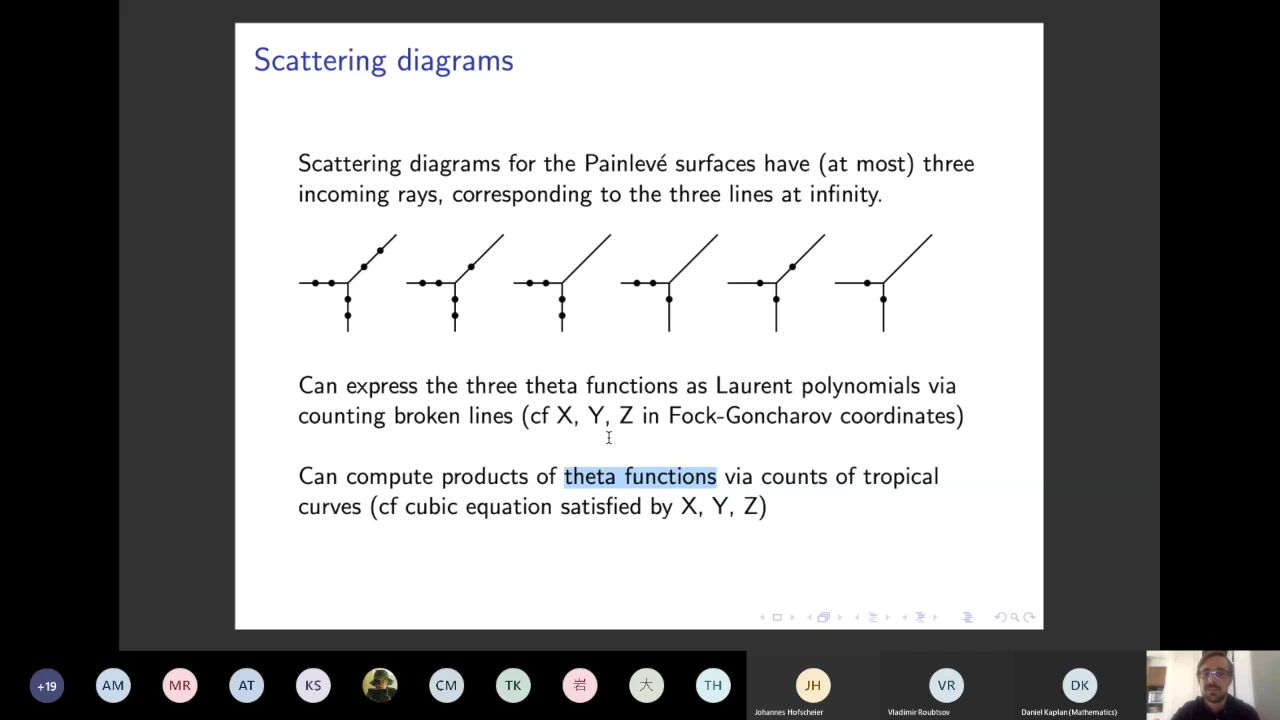 Scattering diagrams
Scattering diagrams for the Painlevé surfaces have (at most) three
incoming rays, corresponding to the three lines at infinity.
Can express the three theta functions as Laurent polynomials via
counting broken lines (cf X, Y, Z in Fock-Goncharov coordinates)
Can compute products of theta functions via counts of tropical
curves (cf cubic equation satisfied by X, Y, Z)
+19 AM MR AT KS CM TK 岩 大 TH JH VR DK
Johannes Hofscheier Vladimir Roubtsov Daniel Kaplan (Mathematics)